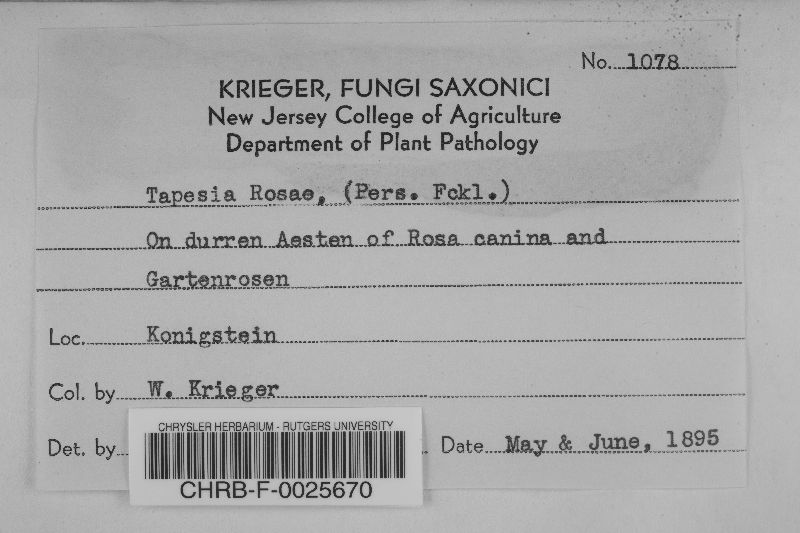 No. 1078
KRIEGER, FUNGI SAXONICI
New Jersey College of Agriculture
Department of Plant Pathology
Tapesia Rosae, (Pers. Fckl.)
On durren Aesten of Rosa canina and
Gartenrosen
Loc. Konigstein
Col. by W. Krieger
Det. by Date May & June, 1895
CHRYSLER HERBARIUM - RUTGERS UNIVERSITY
CHRB-F-0025670